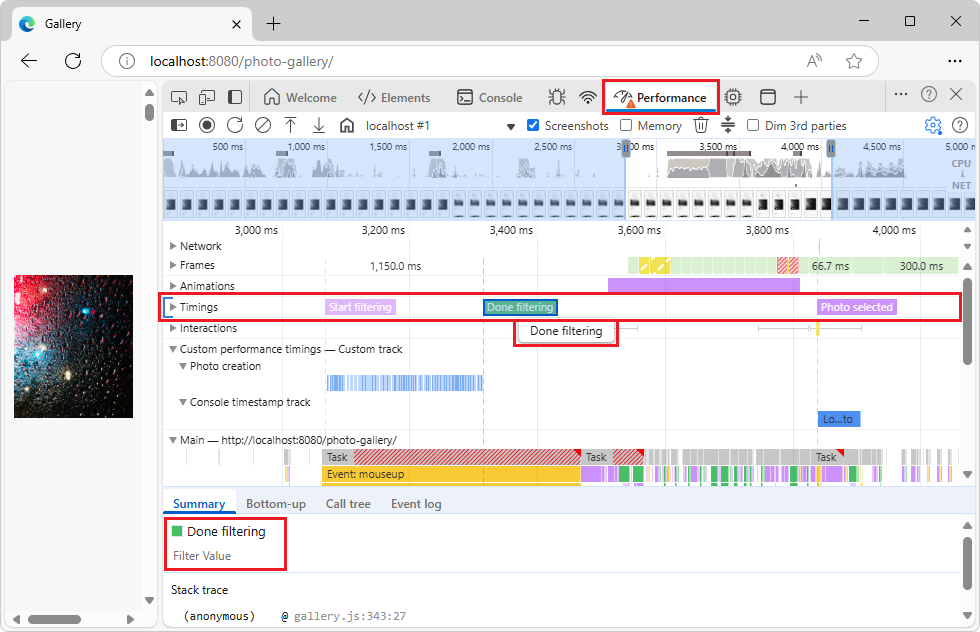 Gallery
localhost:8080/photo-gallery/
Welcome
Elements
Console
Performance
localhost #1
Screenshots
Memory
Dim 3rd parties
500 ms
1,000 ms
1,500 ms
2,000 ms
2,500 ms
3,500 ms
4,000 ms
4,500 ms
CPU
NET
3,000 ms
3,200 ms
3,400 ms
3,600 ms
3,800 ms
4,000 ms
Network
Frames
1,150.0 ms
66.7 ms
300.0 ms
Animations
Timings
Start filtering
Done filtering
Photo selected
Interactions
Done filtering
Custom performance timings — Custom track
Photo creation
Console timestamp track
Lo...to
Main — http://localhost:8080/photo-gallery/
Task
Task
Task
Event: mouseup
Summary
Bottom-up
Call tree
Event log
Done filtering
Filter Value
Stack trace
(anonymous) @ gallery.js:343:27